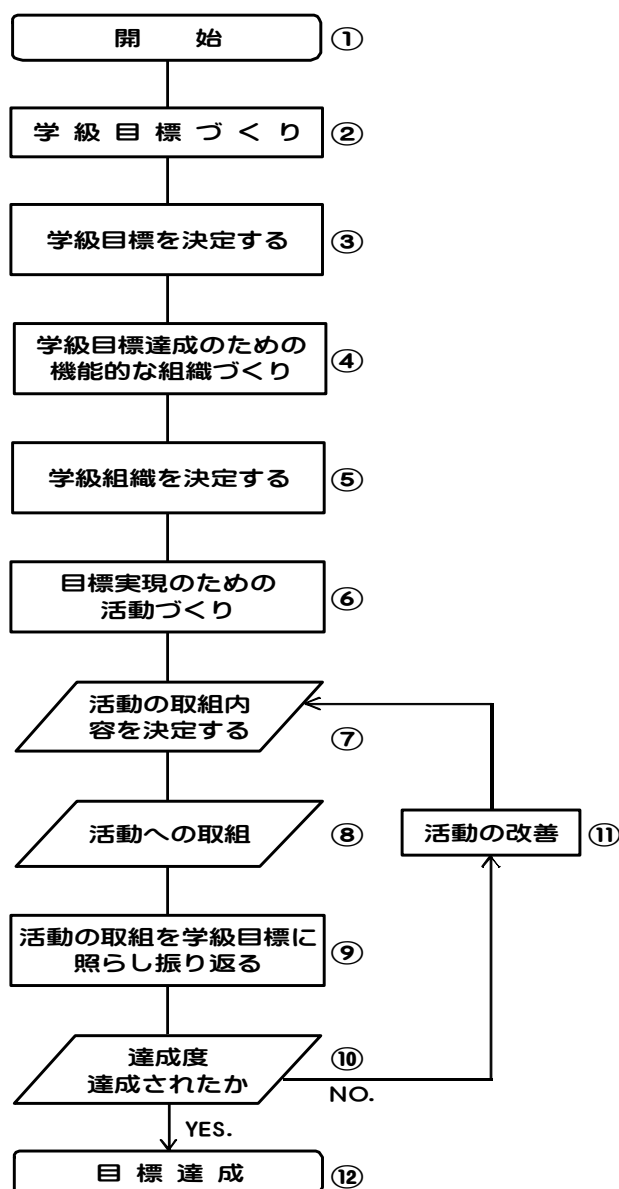 開　始 ①
学級目標づくり ②
学級目標を決定する ③
学級目標達成のための
機能的な組織づくり ④
学級組織を決定する ⑤
目標実現のための
活動づくり ⑥
活動の取組内
容を決定する ⑦
活動への取組 ⑧
活動の改善 ⑪
活動の取組を学級目標に
照らし振り返る ⑨
達成度
達成されたか ⑩
NO.
YES.
目標達成 ⑫